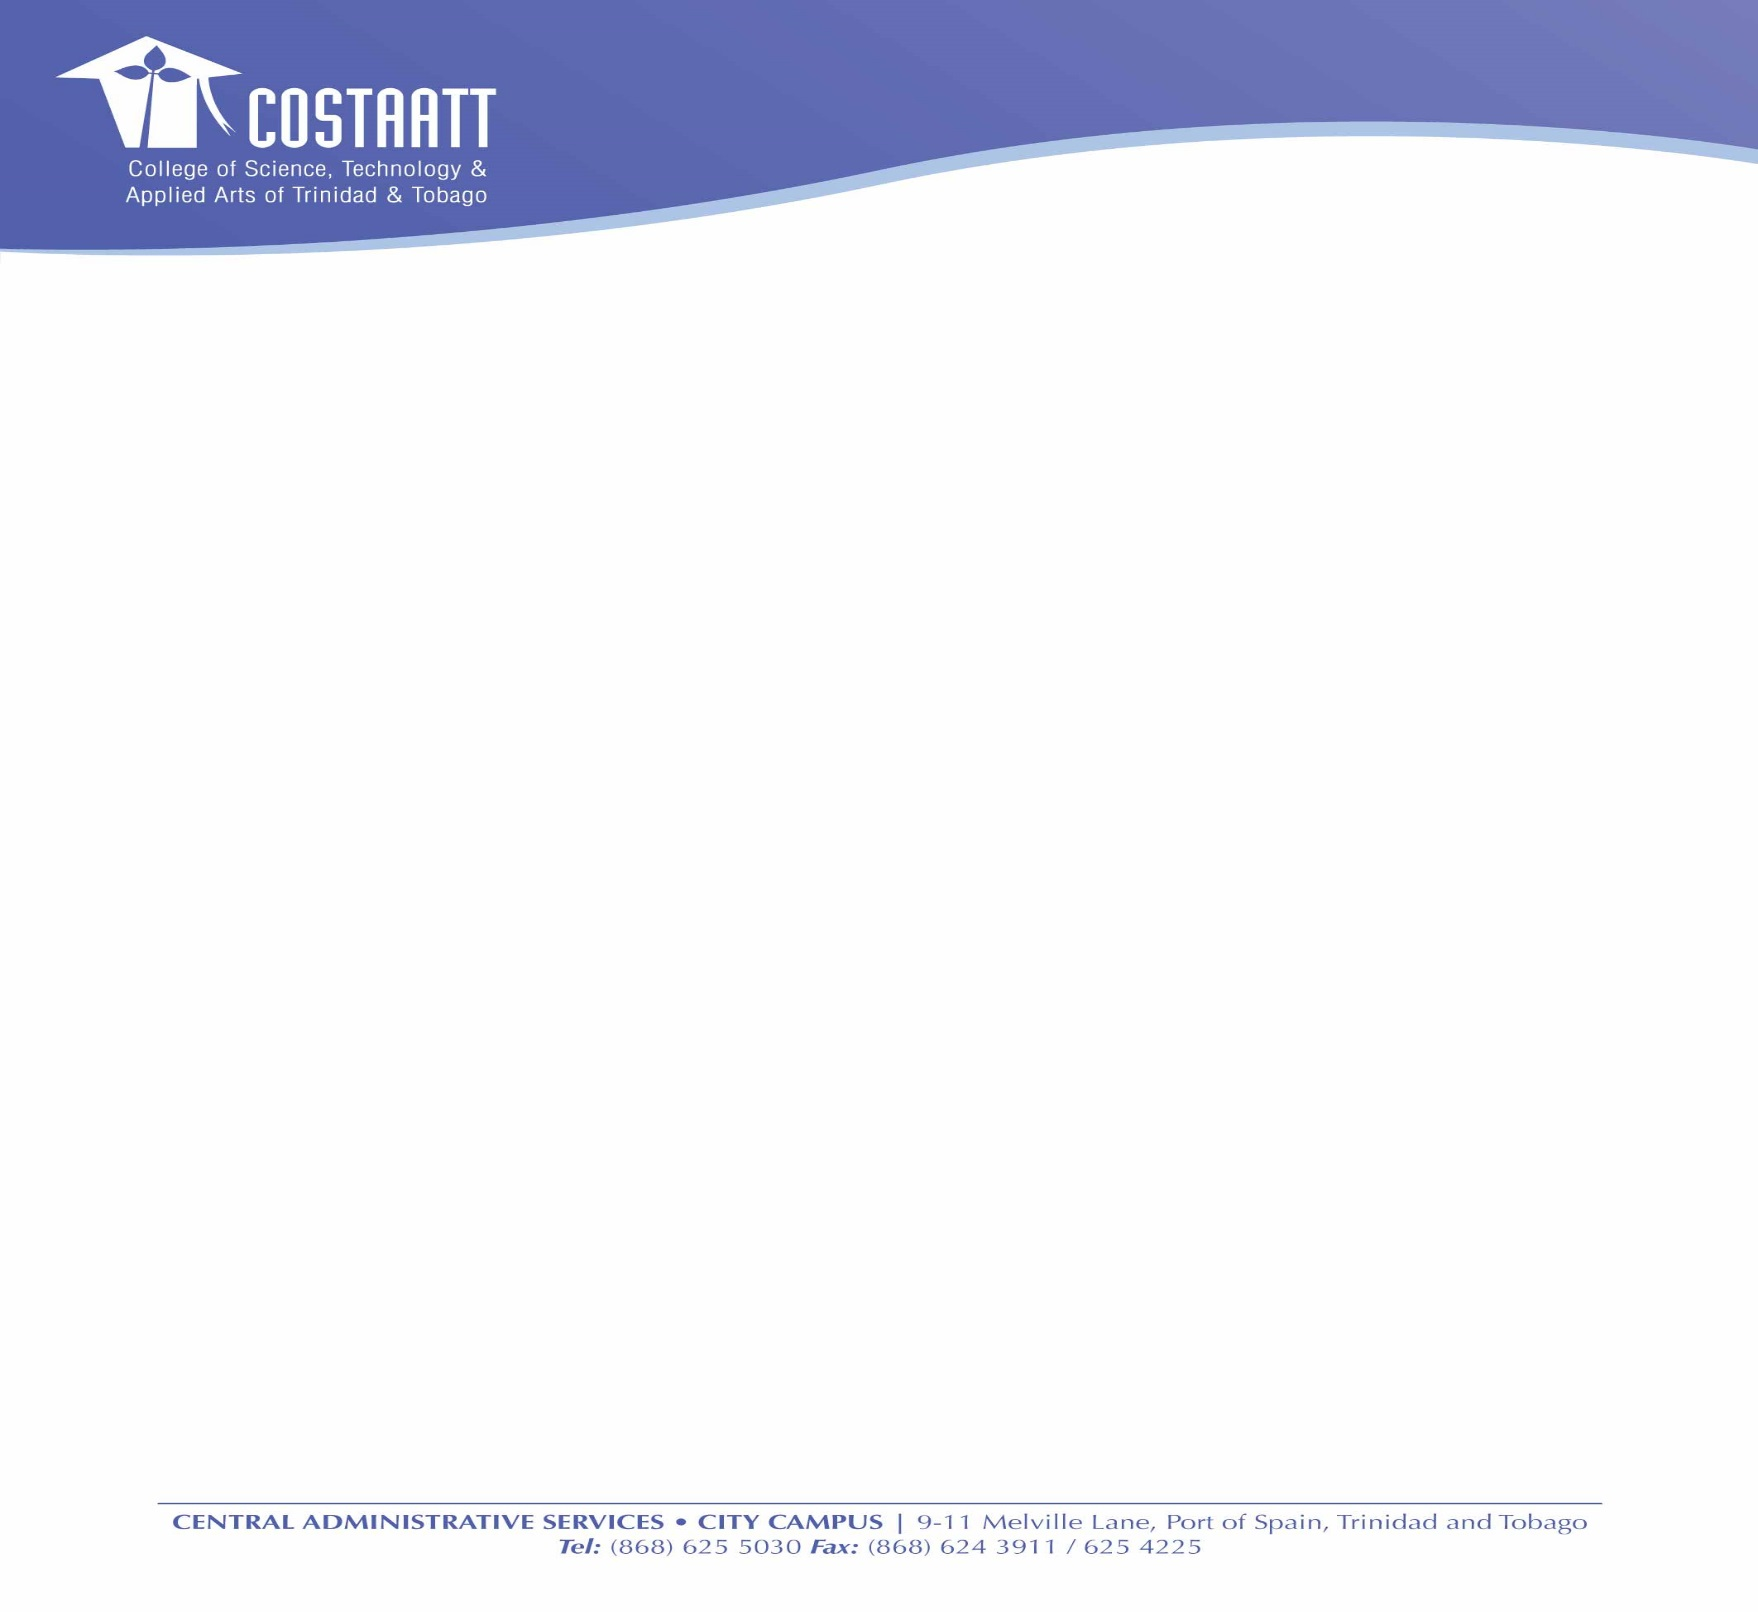 COSTAATT
College of Science, Technology &
Applied Arts of Trinidad & Tobago
CENTRAL ADMINISTRATIVE SERVICES • CITY CAMPUS | 9-11 Melville Lane, Port of Spain, Trinidad and Tobago
Tel: (868) 625 5030 Fax: (868) 624 3911 / 625 4225